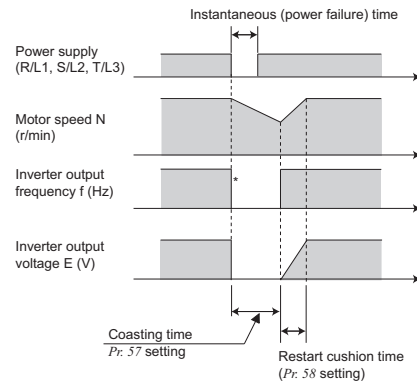 Instantaneous (power failure) time
Power supply
(R/L1, S/L2, T/L3)
Motor speed N
(r/min)
Inverter output
frequency f (Hz)
*
Inverter output
voltage E (V)
Coasting time
Pr. 57 setting
Restart cushion time
(Pr. 58 setting)